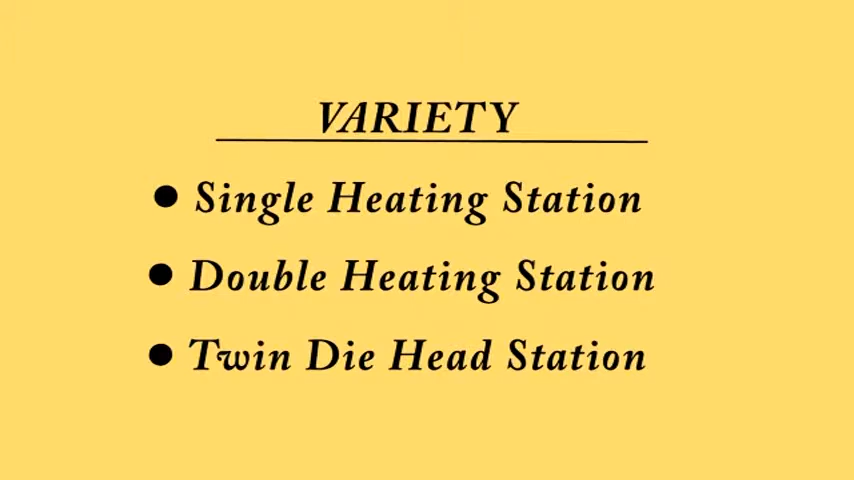 VARIETY
● Single Heating Station
● Double Heating Station
● Twin Die Head Station